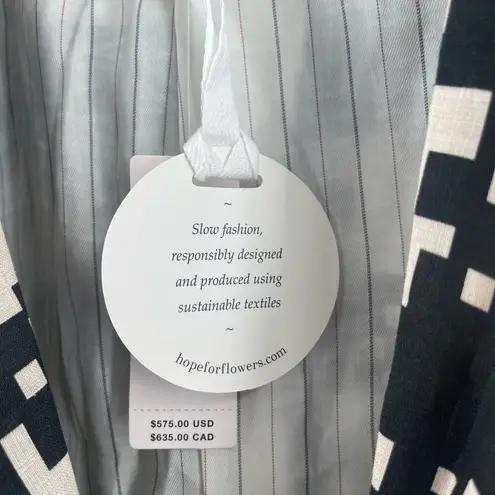 ~
Slow fashion,
responsibly designed
and produced using
sustainable textiles
~
hopeforflowers.com
$575.00 USD
$635.00 CAD